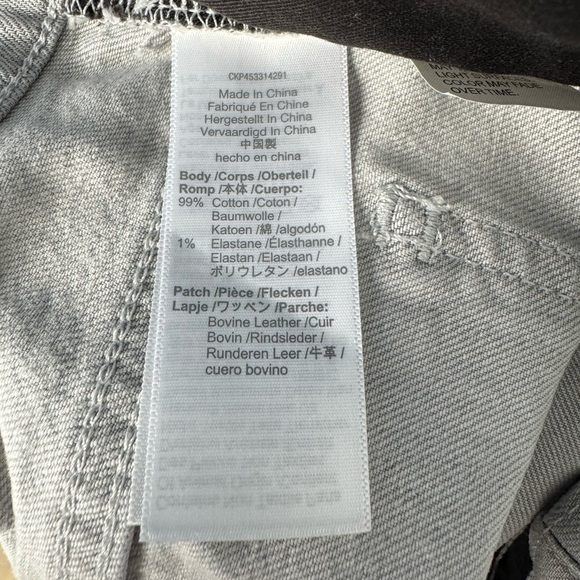 CKP453314291
Made In China
Fabriqué En Chine
Hergestellt In China
Vervaardigd In China
中国製
hecho en china
Body /Corps /Oberteil /
Romp /本体 /Cuerpo:
99% Cotton /Coton /
Baumwolle /
Katoen /綿 /algodón
1% Elastane /Élasthanne /
Elastan /Elastaan /
ポリウレタン /elastano
Patch /Pièce /Flecken /
Lapje /ワッペン /Parche:
Bovine Leather /Cuir
Bovin /Rindsleder /
Runderen Leer /牛革 /
cuero bovino
COLOR MAY FADE
OVER TIME.